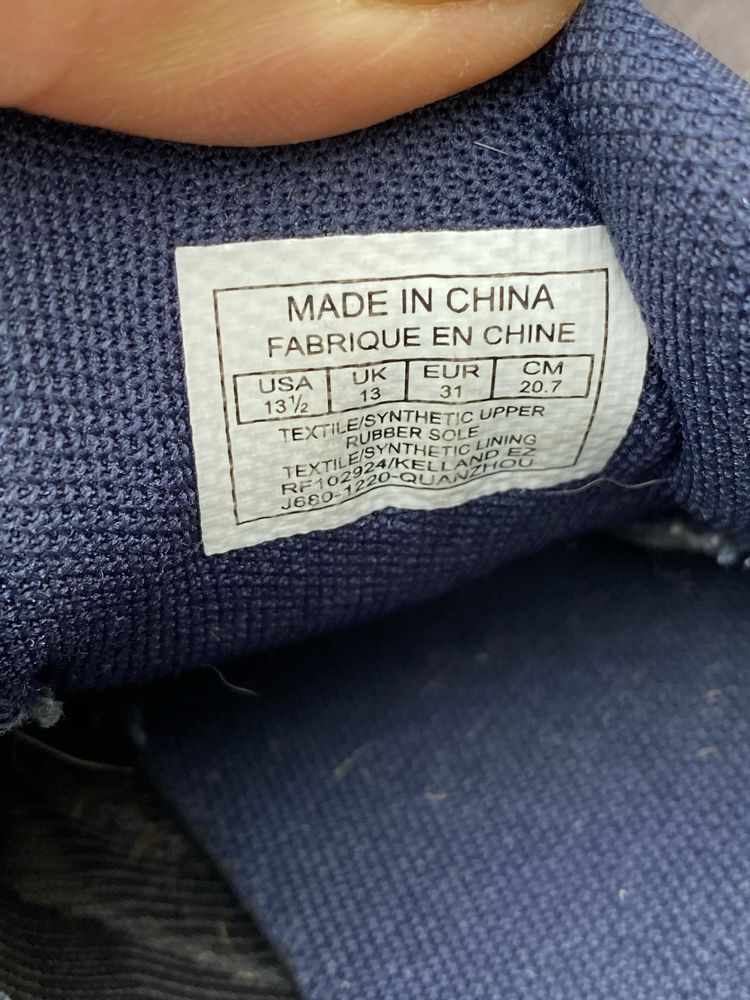 MADE IN CHINA
FABRIQUE EN CHINE
USA UK EUR CM
13½ 13 31 20.7
TEXTILE/SYNTHETIC UPPER
RUBBER SOLE
TEXTILE/SYNTHETIC LINING
RF102924/KELLAND EZ
J680-1220-QUANZHOU